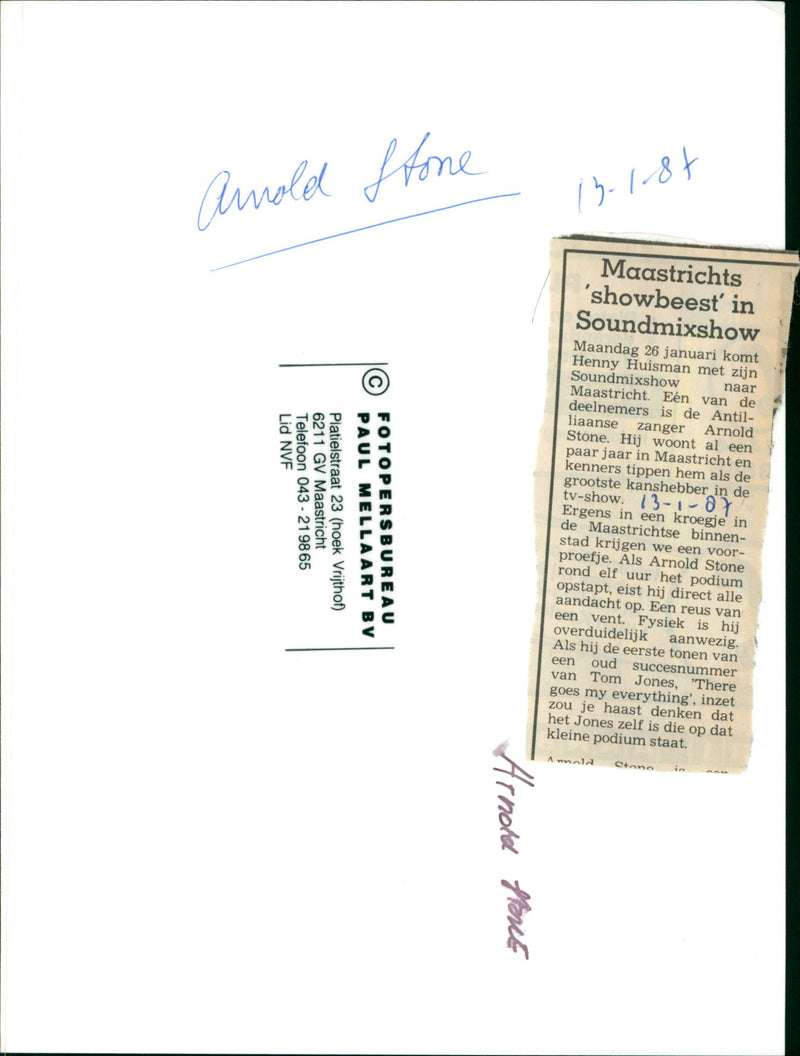 Arnold Stone
13-1-87
Maastrichts
'showbeest' in
Soundmixshow
Maandag 26 januari komt
Henny Huisman met zijn
Soundmixshow naar
Maastricht. Eén van de
deelnemers is de Antil-
liaanse zanger Arnold
Stone. Hij woont al een
paar jaar in Maastricht en
kenners tippen hem als de
grootste kanshebber in de
tv-show. 13-1-87
Ergens in een kroegje in
de Maastrichtse binnen-
stad krijgen we een voor-
proefje. Als Arnold Stone
rond elf uur het podium
opstapt, eist hij direct alle
aandacht op. Een reus van
een vent. Fysiek is hij
overduidelijk aanwezig.
Als hij de eerste tonen van
een oud succesnummer
van Tom Jones, 'There
goes my everything', inzet
zou je haast denken dat
het Jones zelf is die op dat
kleine podium staat.
Arnold Stone is een
© FOTOPERSBUREAU
PAUL MELLAART BV
Platielstraat 23 (hoek Vrijthof)
6211 GV Maastricht
Telefoon 043 - 219865
Lid NVF
Arnold Stone